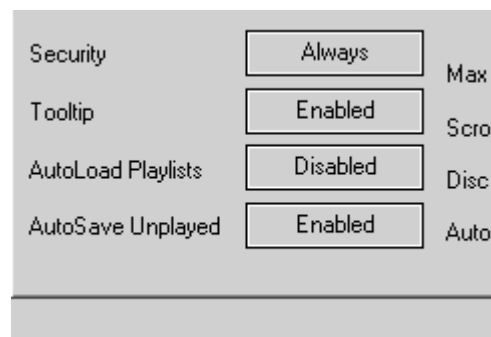 Security
Always
Max
Tooltip
Enabled
Scro
AutoLoad Playlists
Disabled
Disc
AutoSave Unplayed
Enabled
Auto